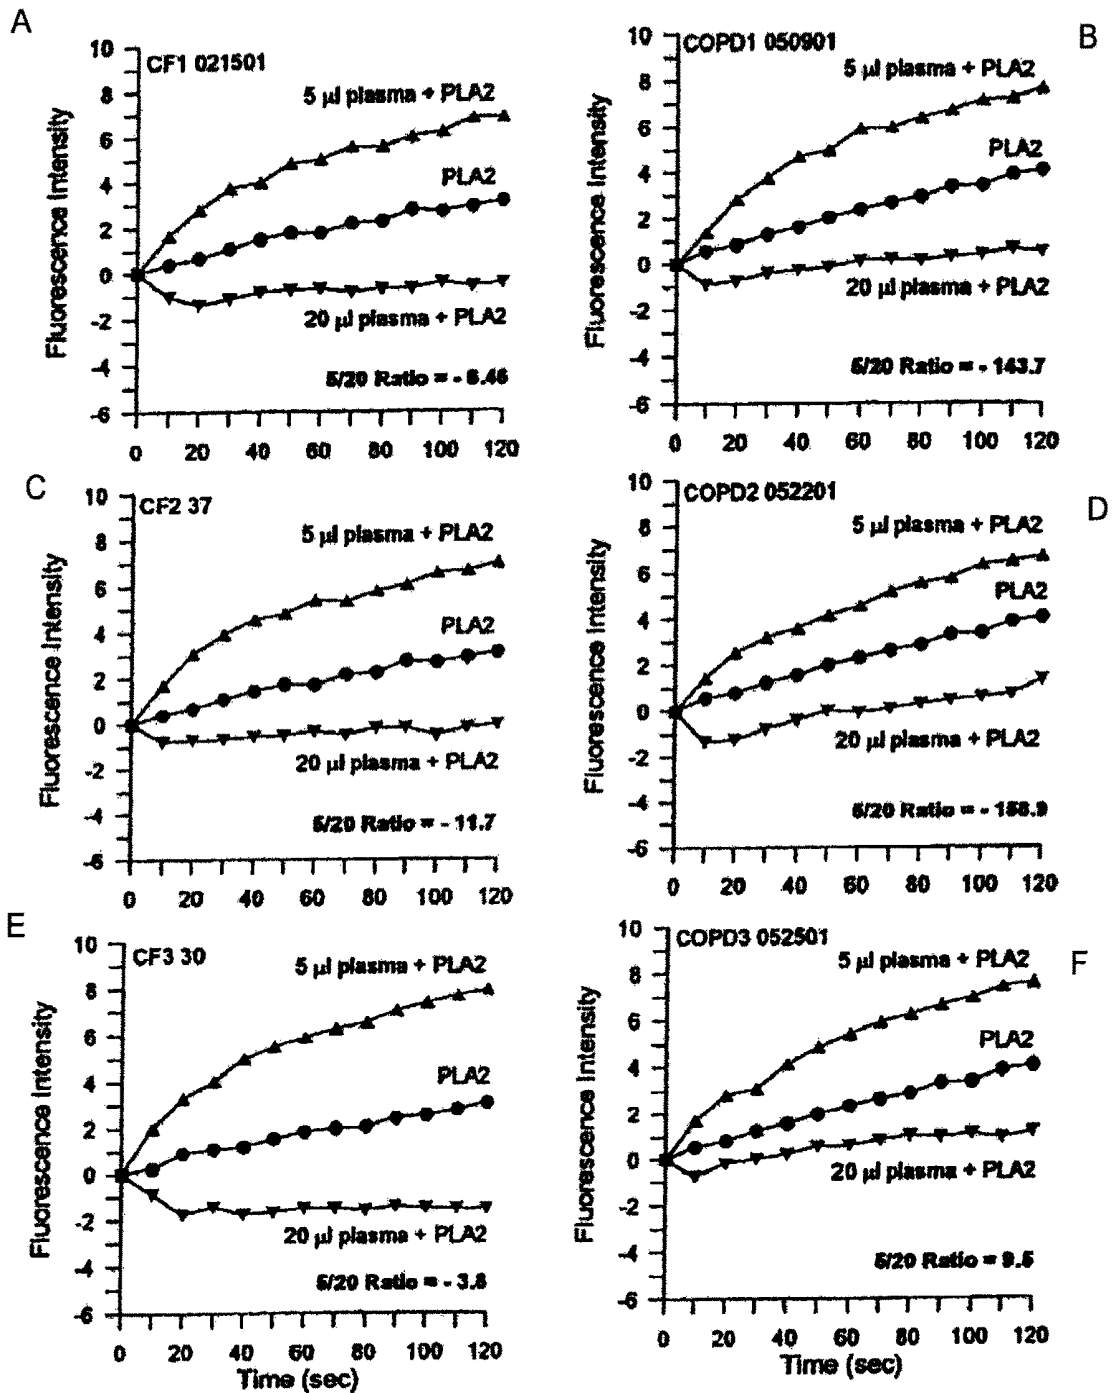 A
10
CF1 021501
8
5 µl plasma + PLA2
6
4
PLA2
2
0
-2
20 µl plasma + PLA2
-4
-6
0 20 40 60 80 100 120
Fluorescence Intensity
B
10
COPD1 050901
8
5 µl plasma + PLA2
6
PLA2
4
2
0
20 µl plasma + PLA2
-2
-4
5/20 Ratio = - 143.7
-6
0 20 40 60 80 100 120
Fluorescence Intensity
C
10
CF2 37
8
5 µl plasma + PLA2
6
4
PLA2
2
0
20 µl plasma + PLA2
-2
-4
5/20 Ratio = - 11.7
-6
0 20 40 60 80 100 120
Fluorescence Intensity
D
10
COPD2 052201
8
5 µl plasma + PLA2
6
PLA2
4
2
0
20 µl plasma + PLA2
-2
-4
5/20 Ratio = -
-6
0 20 40 60 80 100 120
Fluorescence Intensity
E
10
CF3 30
5 µl plasma + PLA2
8
6
4
PLA2
2
0
-2
20 µl plasma + PLA2
-4
5/20 Ratio = - 3.8
-6
0 20 40 60 80 100 120
Time (sec)
Fluorescence Intensity
F
10
COPD3 052501
5 µl plasma + PLA2
8
6
PLA2
4
2
0
20 µl plasma + PLA2
-2
-4
5/20 Ratio = 9.5
-6
0 20 40 60 80 100 120
Time (sec)
Fluorescence Intensity